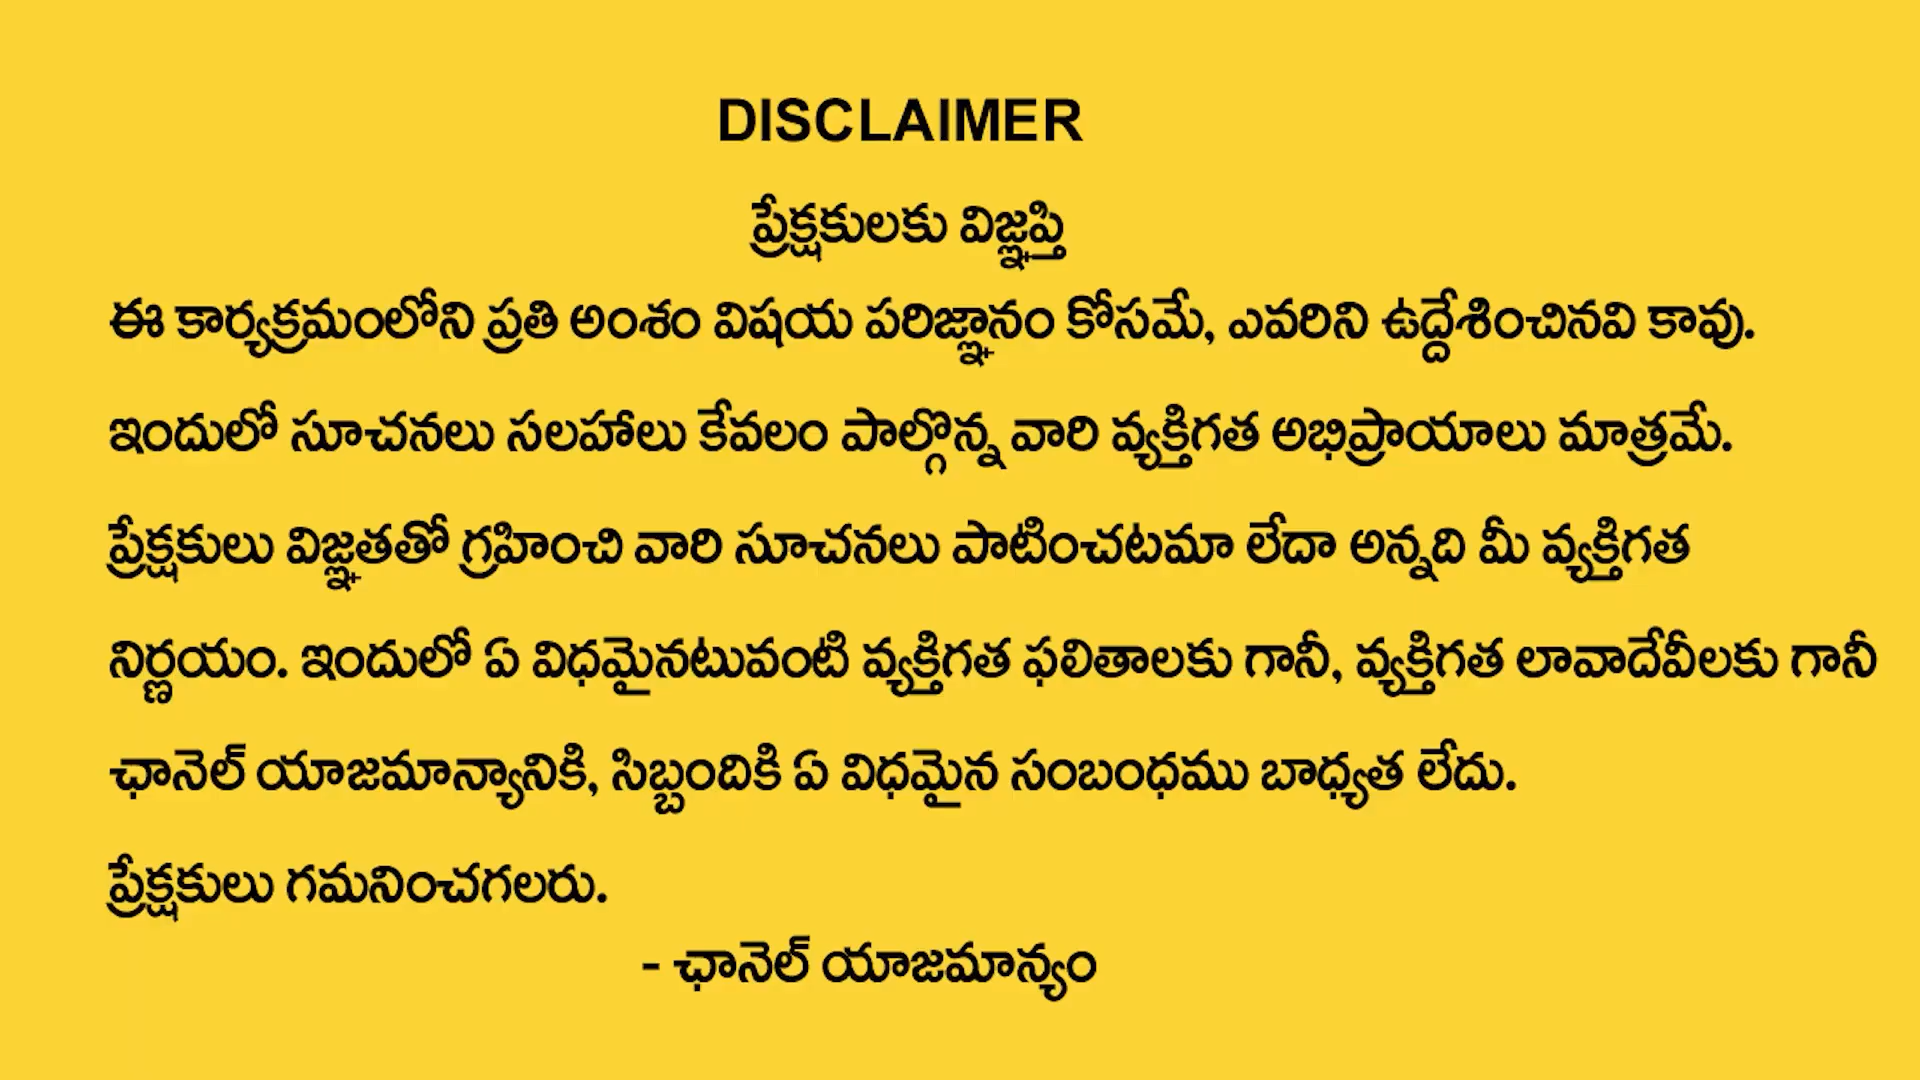 DISCLAIMER
ప్రేక్షకులకు విజ్ఞప్తి
ఈ కార్యక్రమంలోని ప్రతి అంశం విషయ పరిజ్ఞానం కోసమే, ఎవరిని ఉద్దేశించినవి కావు.
ఇందులో సూచనలు సలహాలు కేవలం పాల్గొన్న వారి వ్యక్తిగత అభిప్రాయాలు మాత్రమే.
ప్రేక్షకులు విజ్ఞతతో గ్రహించి వారి సూచనలు పాటించటమా లేదా అన్నది మీ వ్యక్తిగత
నిర్ణయం. ఇందులో ఏ విధమైనటువంటి వ్యక్తిగత ఫలితాలకు గానీ, వ్యక్తిగత లావాదేవీలకు గానీ
ఛానెల్ యాజమాన్యానికి, సిబ్బందికి ఏ విధమైన సంబంధము బాధ్యత లేదు.
ప్రేక్షకులు గమనించగలరు.
- ఛానెల్ యాజమాన్యం